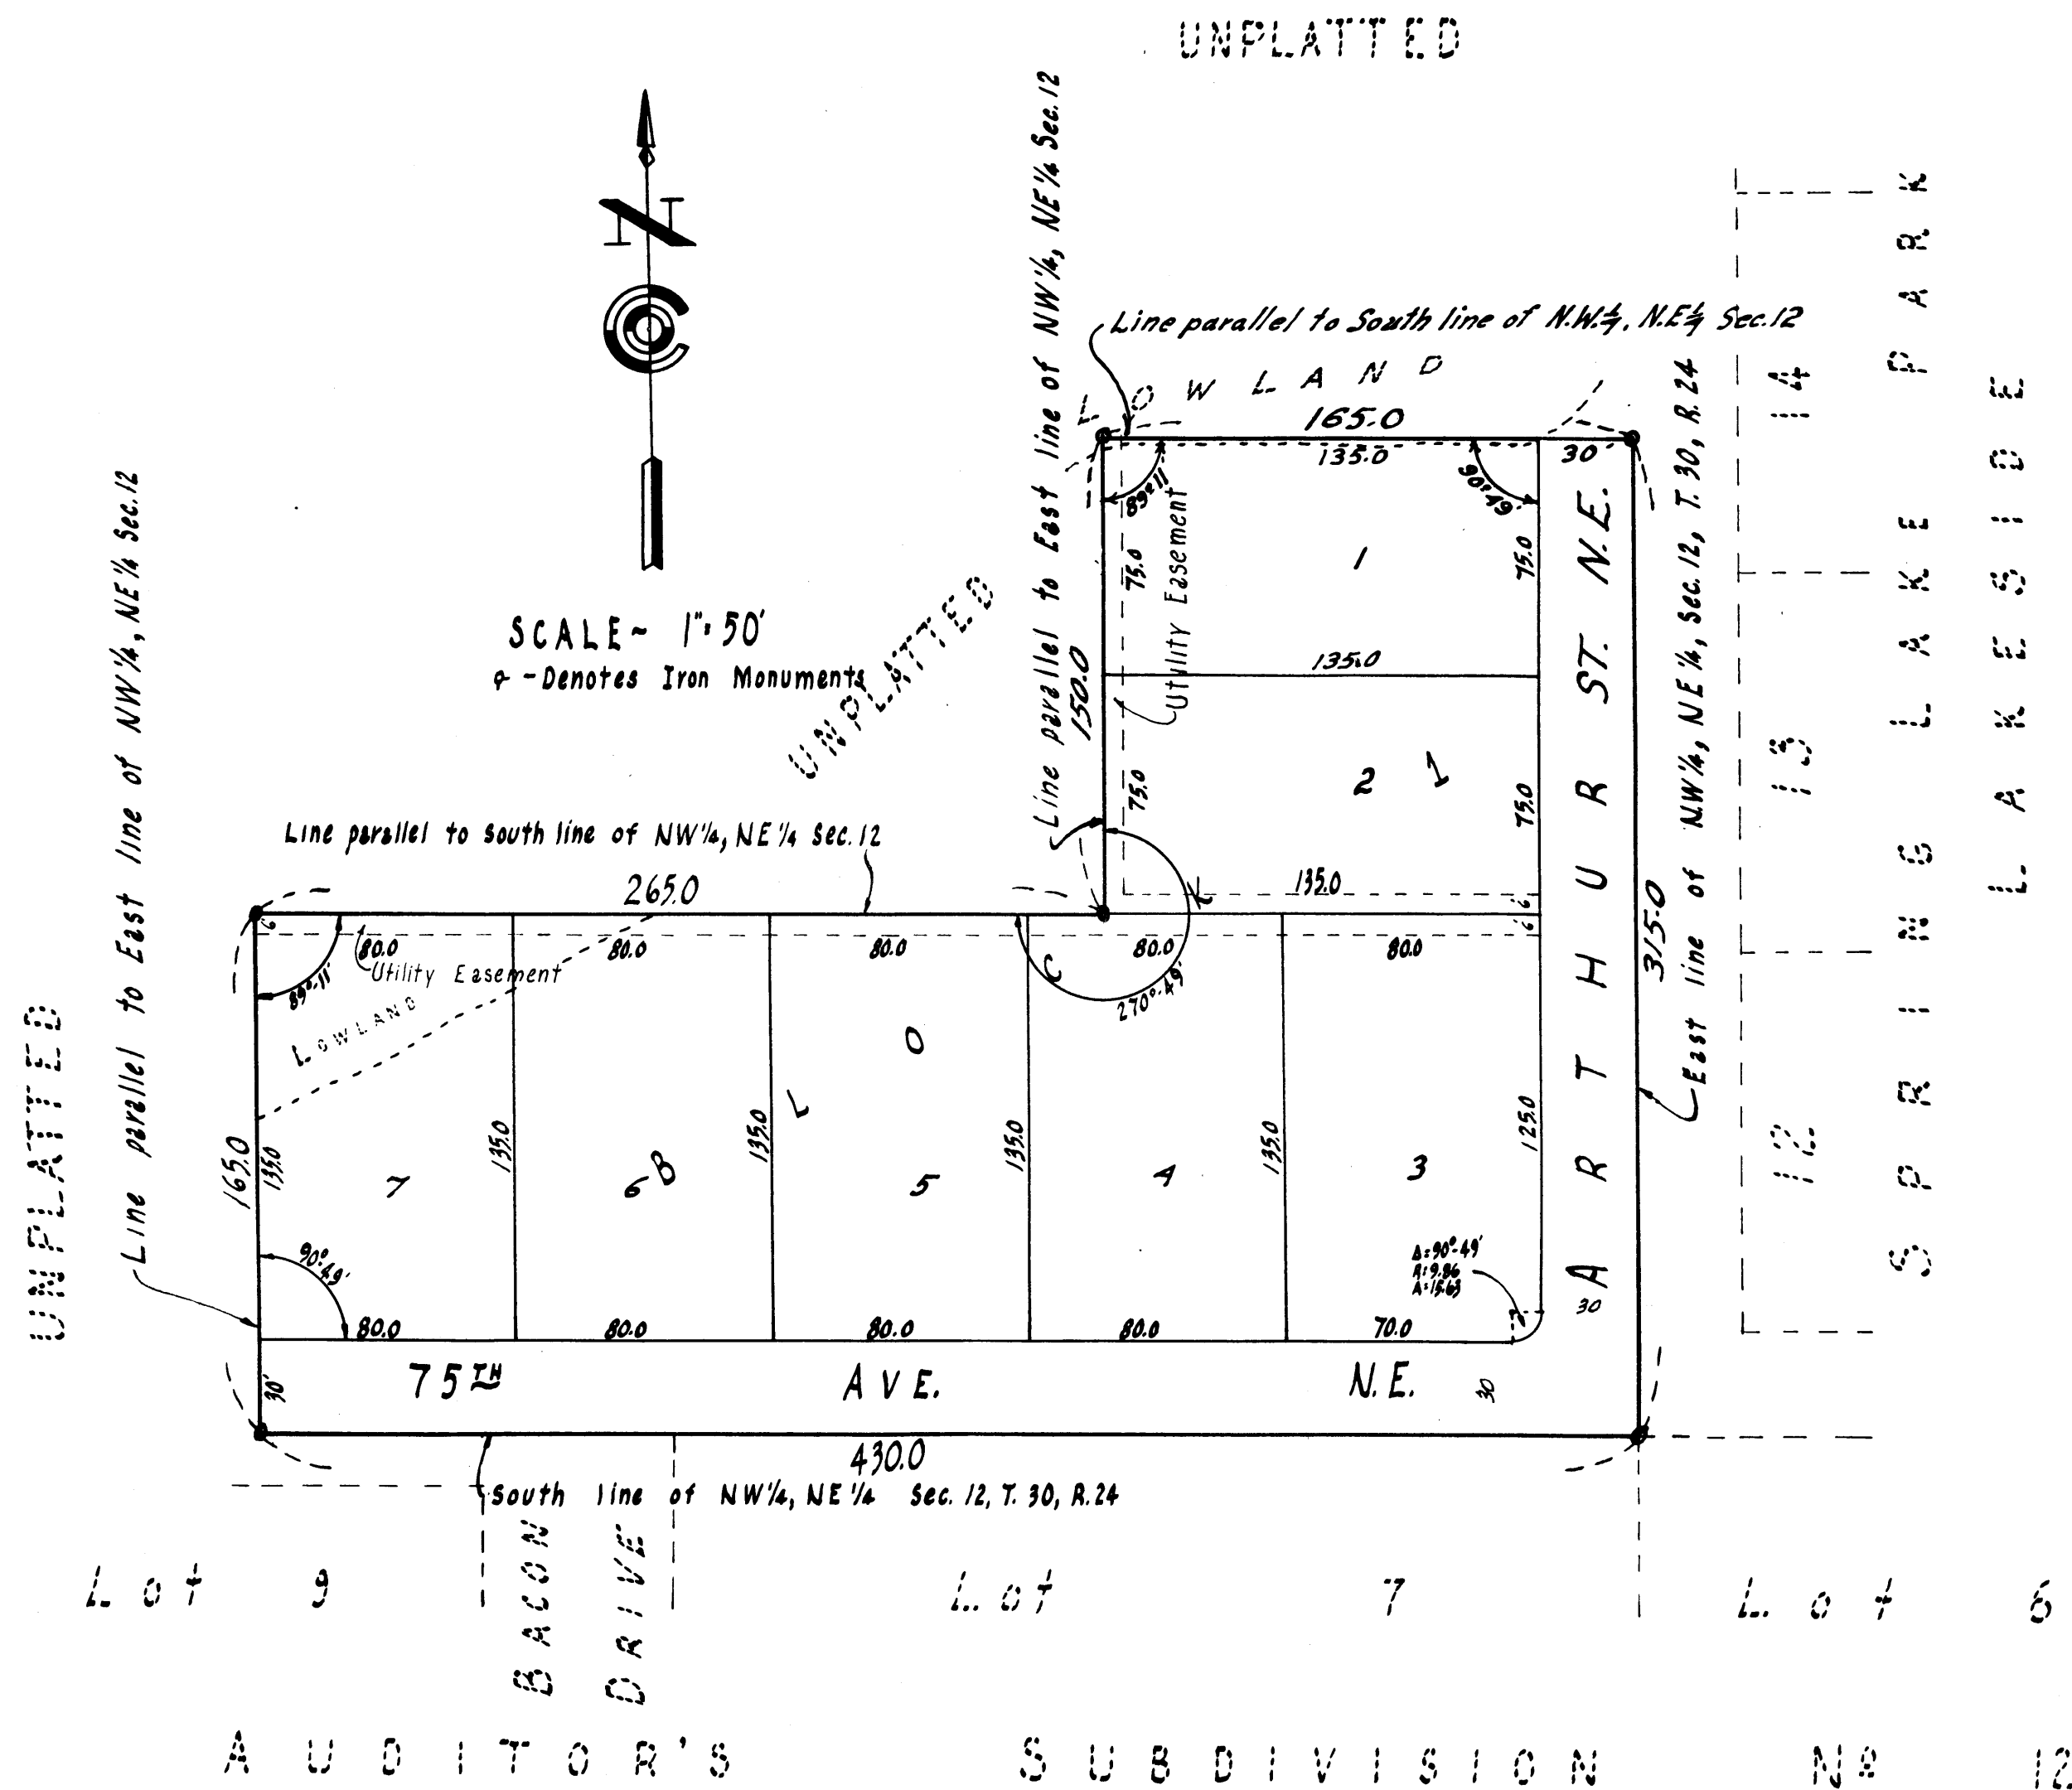 UNPLATTED
N
SCALE~ 1"=50'
-Denotes Iron Monuments
UNPLATTED
Line parallel to East line of NW¼, NE¼ Sec.12
Line parallel to South line of N.W.¼, N.E¼ Sec.12
LOWLAND
165.0
135.0
30'
89°-11'
90°-49'
75.0
75.0
Utility Easement
1
135.0
150.0
2
1
75.0
75.0
135.0
6
6
ARTHUR ST. N.E.
315.0
East line of NW¼, NE¼, Sec.12, T.30, R.24
14
13
12
SPRING LAKE PARK
LAKESIDE
Line parallel to East line of NW¼, NE¼ Sec.12
Line parallel to South line of NW¼, NE¼ Sec.12
265.0
6
80.0
80.0
80.0
80.0
80.0
Utility Easement
89°-11'
LOWLAND
270°-49'
UNPLATTED
BLOCK
165.0
135.0
135.0
135.0
135.0
135.0
125.0
7
6
5
4
3
90°-49'
Δ=90°-49'
R=9.86
A=15.63
30
80.0
80.0
80.0
80.0
70.0
30'
75TH AVE. N.E.
30
430.0
South line of NW¼, NE¼ Sec. 12, T. 30, R.24
BACON
DRIVE
Lot 9
Lot 7
Lot 6
AUDITOR'S SUBDIVISION Nº 12